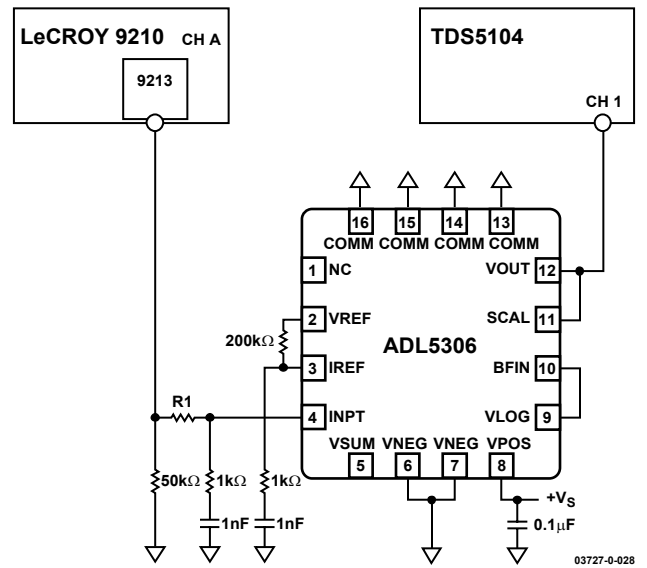 LeCROY 9210 CH A
9213
TDS5104
CH 1
16 15 14 13
COMM COMM COMM COMM
1 NC
VOUT 12
2 VREF
SCAL 11
200kΩ
ADL5306
3 IREF
BFIN 10
R1
4 INPT
VLOG 9
VSUM VNEG VNEG VPOS
5 6 7 8
50kΩ 1kΩ 1kΩ
+VS
1nF 1nF
0.1μF
03727-0-028